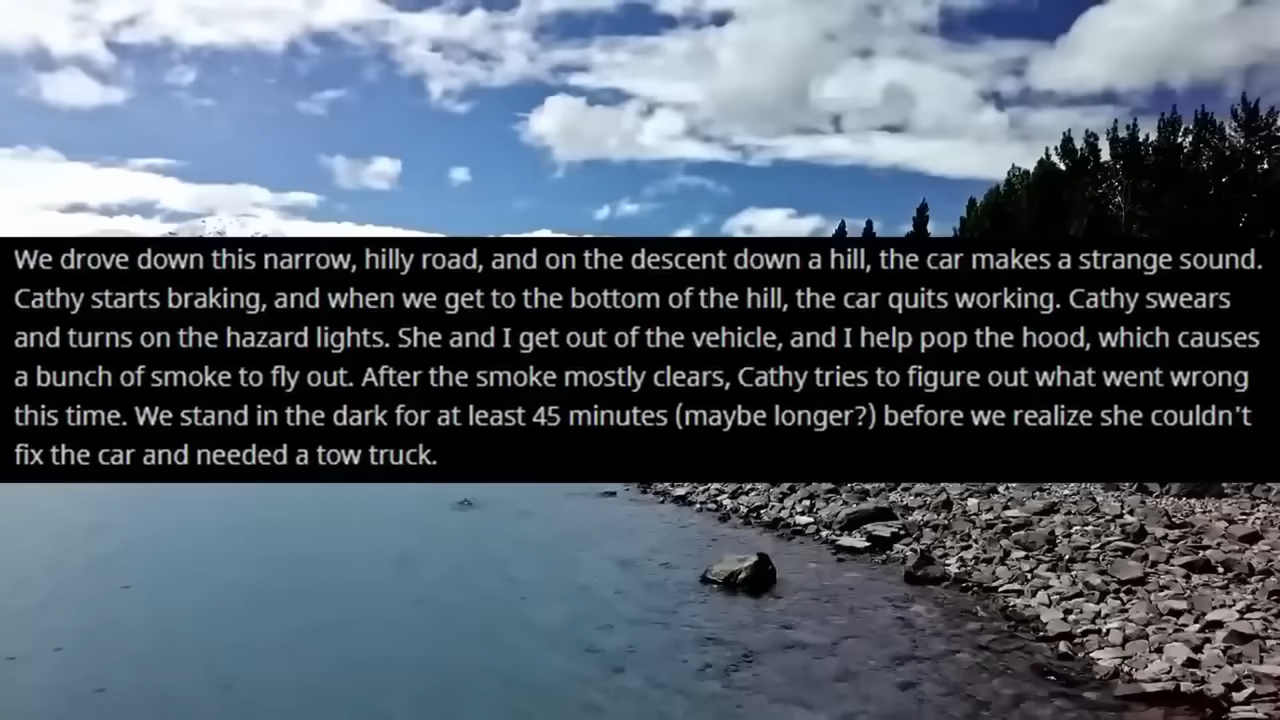 We drove down this narrow, hilly road, and on the descent down a hill, the car makes a strange sound.
Cathy starts braking, and when we get to the bottom of the hill, the car quits working. Cathy swears
and turns on the hazard lights. She and I get out of the vehicle, and I help pop the hood, which causes
a bunch of smoke to fly out. After the smoke mostly clears, Cathy tries to figure out what went wrong
this time. We stand in the dark for at least 45 minutes (maybe longer?) before we realize she couldn't
fix the car and needed a tow truck.